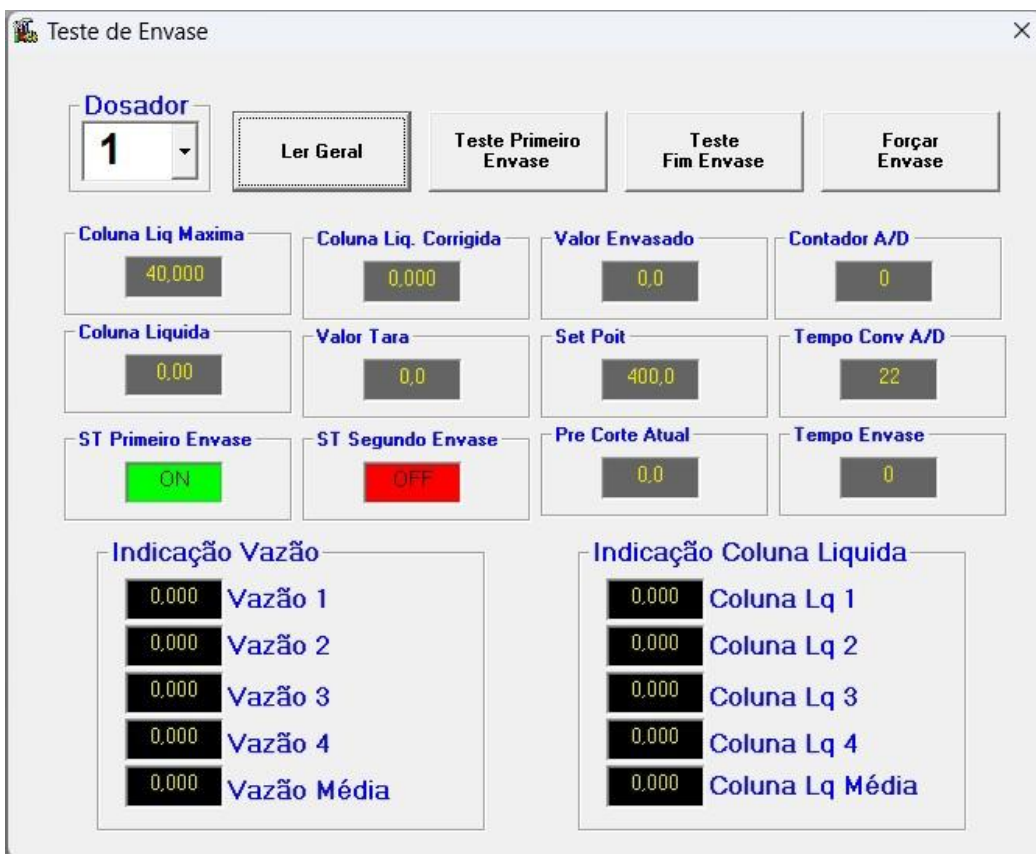 Teste de Envase
Dosador
1
Ler Geral
Teste Primeiro
Envase
Teste
Fim Envase
Forçar
Envase
Coluna Liq Maxima
40,000
Coluna Liq. Corrigida
0,000
Valor Envasado
0,0
Contador A/D
0
Coluna Liquida
0,00
Valor Tara
0,0
Set Poit
400,0
Tempo Conv A/D
22
ST Primeiro Envase
ON
ST Segundo Envase
OFF
Pre Corte Atual
0,0
Tempo Envase
0
Indicação Vazão
0,000 Vazão 1
0,000 Vazão 2
0,000 Vazão 3
0,000 Vazão 4
0,000 Vazão Média
Indicação Coluna Liquida
0,000 Coluna Lq 1
0,000 Coluna Lq 2
0,000 Coluna Lq 3
0,000 Coluna Lq 4
0,000 Coluna Lq Média